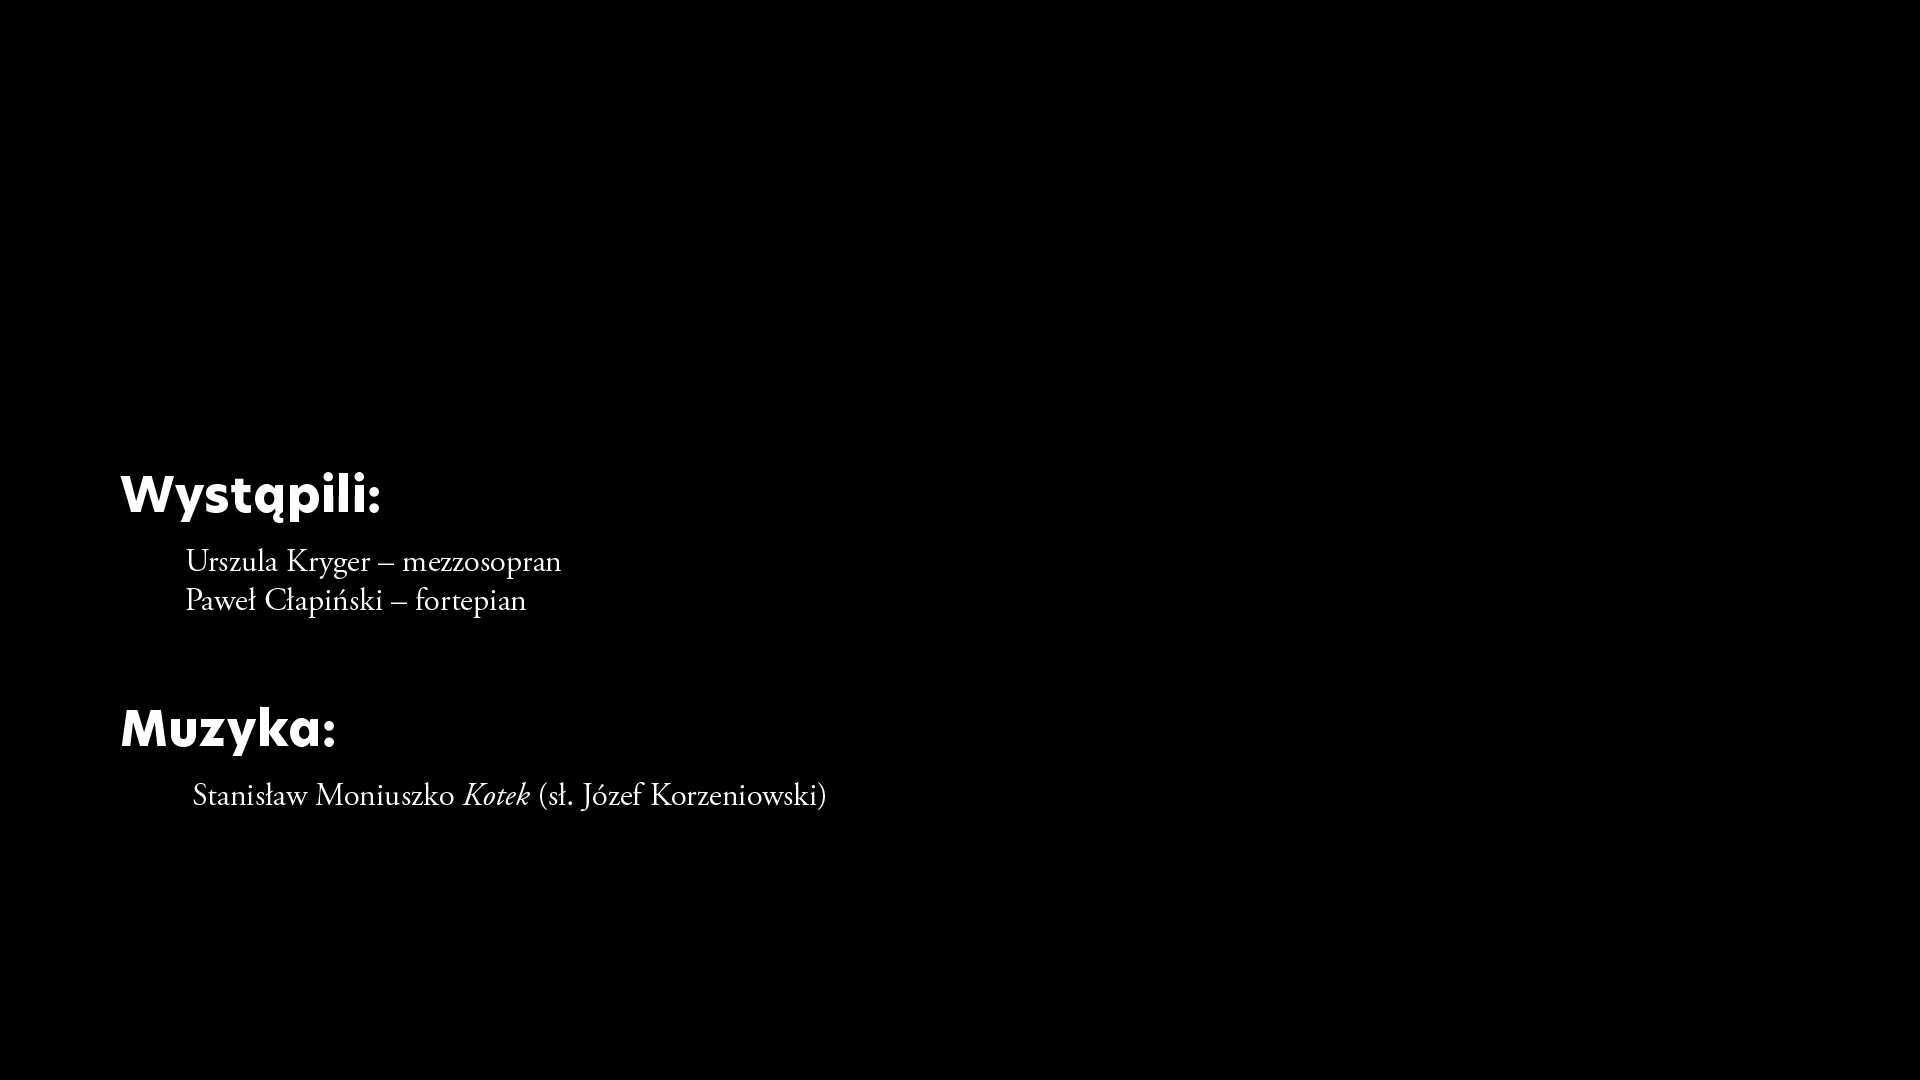 Wystąpili:
Urszula Kryger – mezzosopran
Paweł Cłapiński – fortepian
Muzyka:
Stanisław Moniuszko Kotek (sł. Józef Korzeniowski)